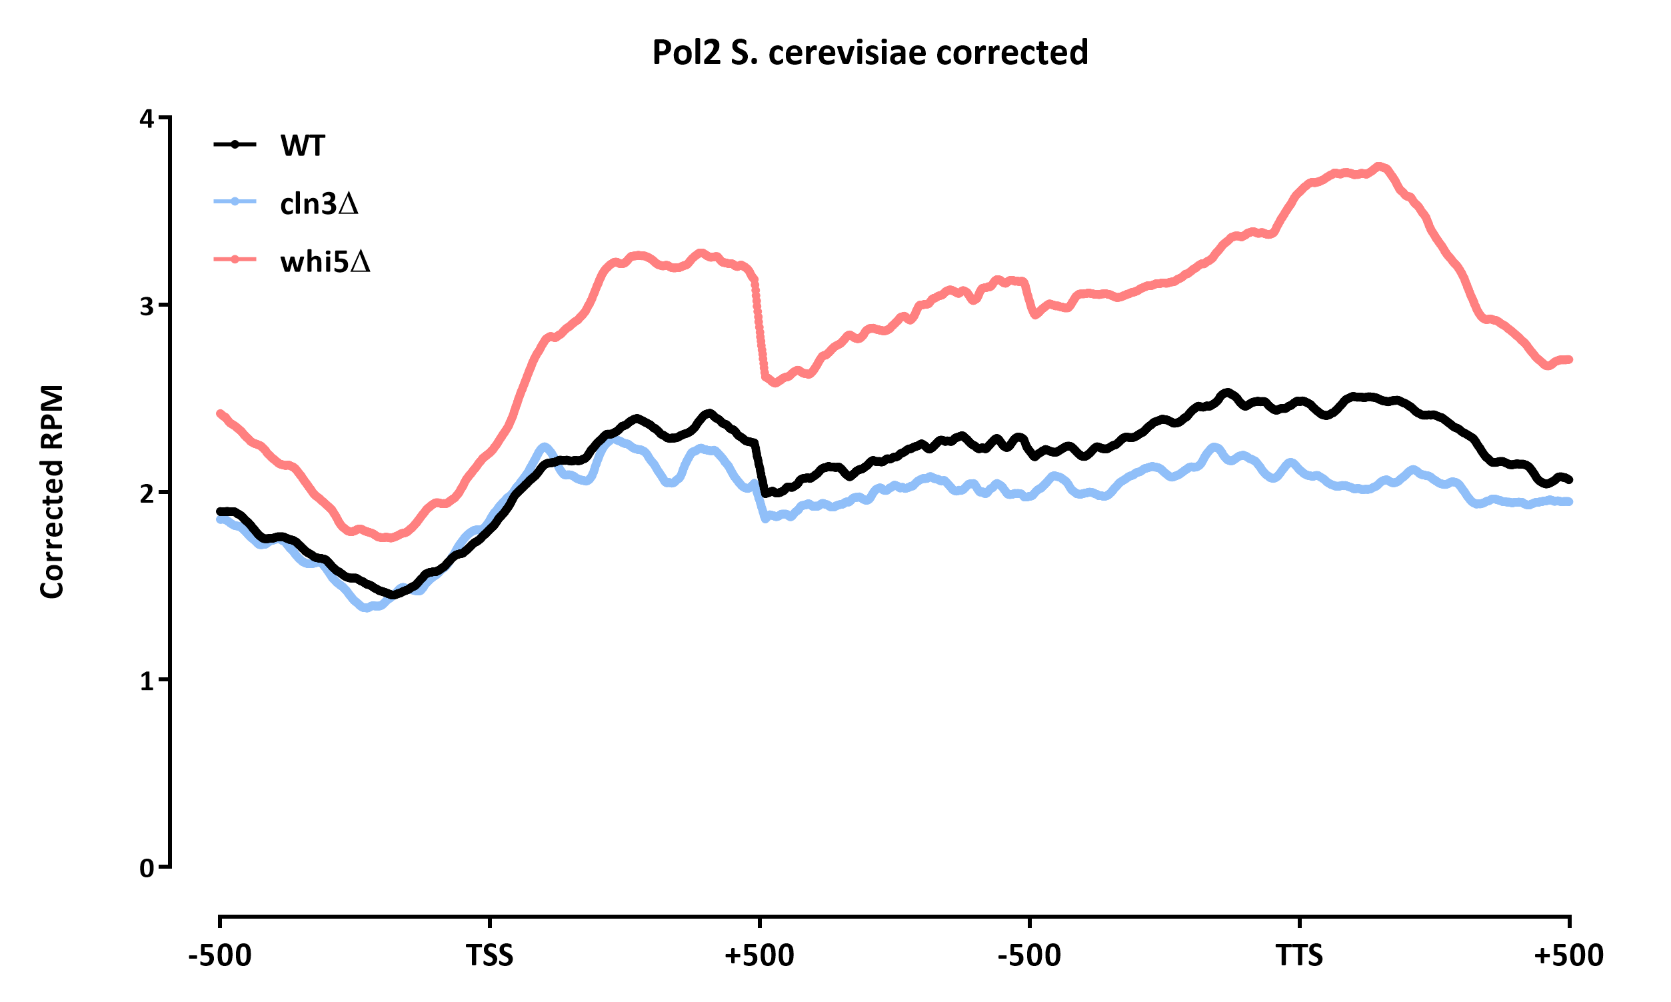 Pol2 S. cerevisiae corrected
4
WT
cln3Δ
whi5Δ
3
2
Corrected RPM
1
0
-500 TSS +500 -500 TTS +500